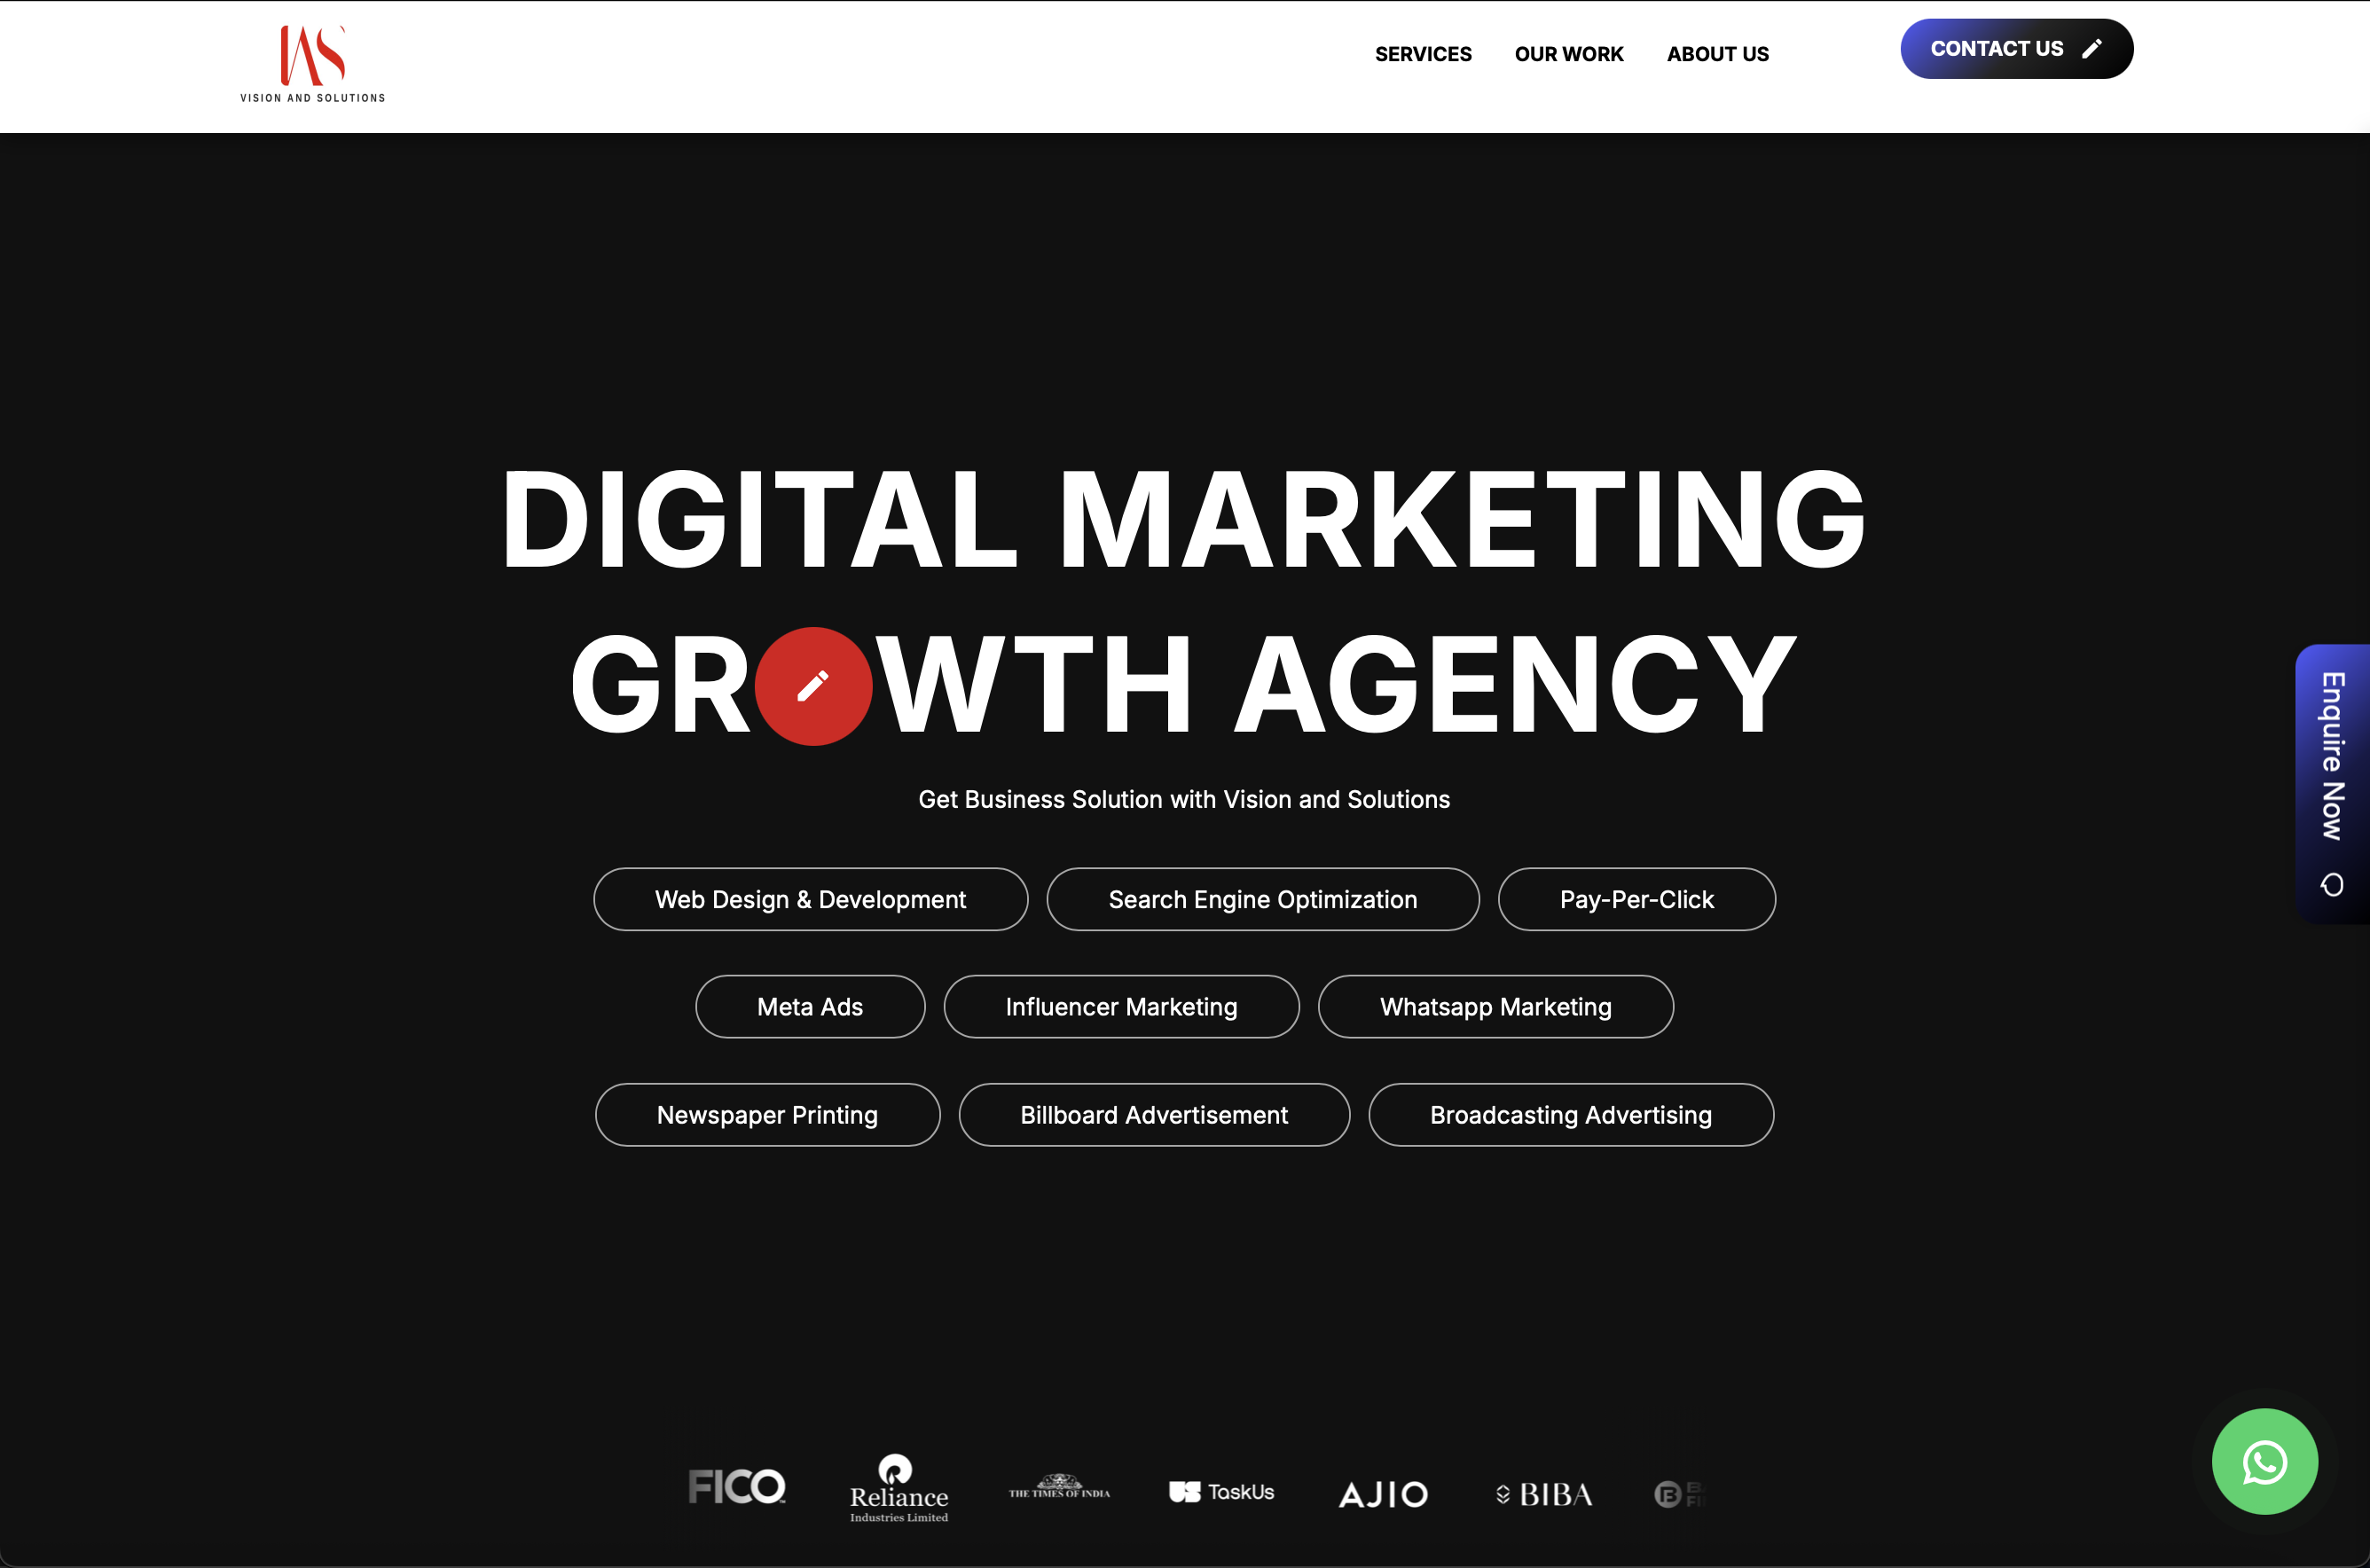 VISION AND SOLUTIONS
SERVICES OUR WORK ABOUT US CONTACT US
DIGITAL MARKETING
GR WTH AGENCY
Get Business Solution with Vision and Solutions
Enquire Now
Web Design & Development Search Engine Optimization Pay-Per-Click
Meta Ads Influencer Marketing Whatsapp Marketing
Newspaper Printing Billboard Advertisement Broadcasting Advertising
FICO
Reliance
Industries Limited
THE TIMES OF INDIA
TaskUs
AJIO
BIBA